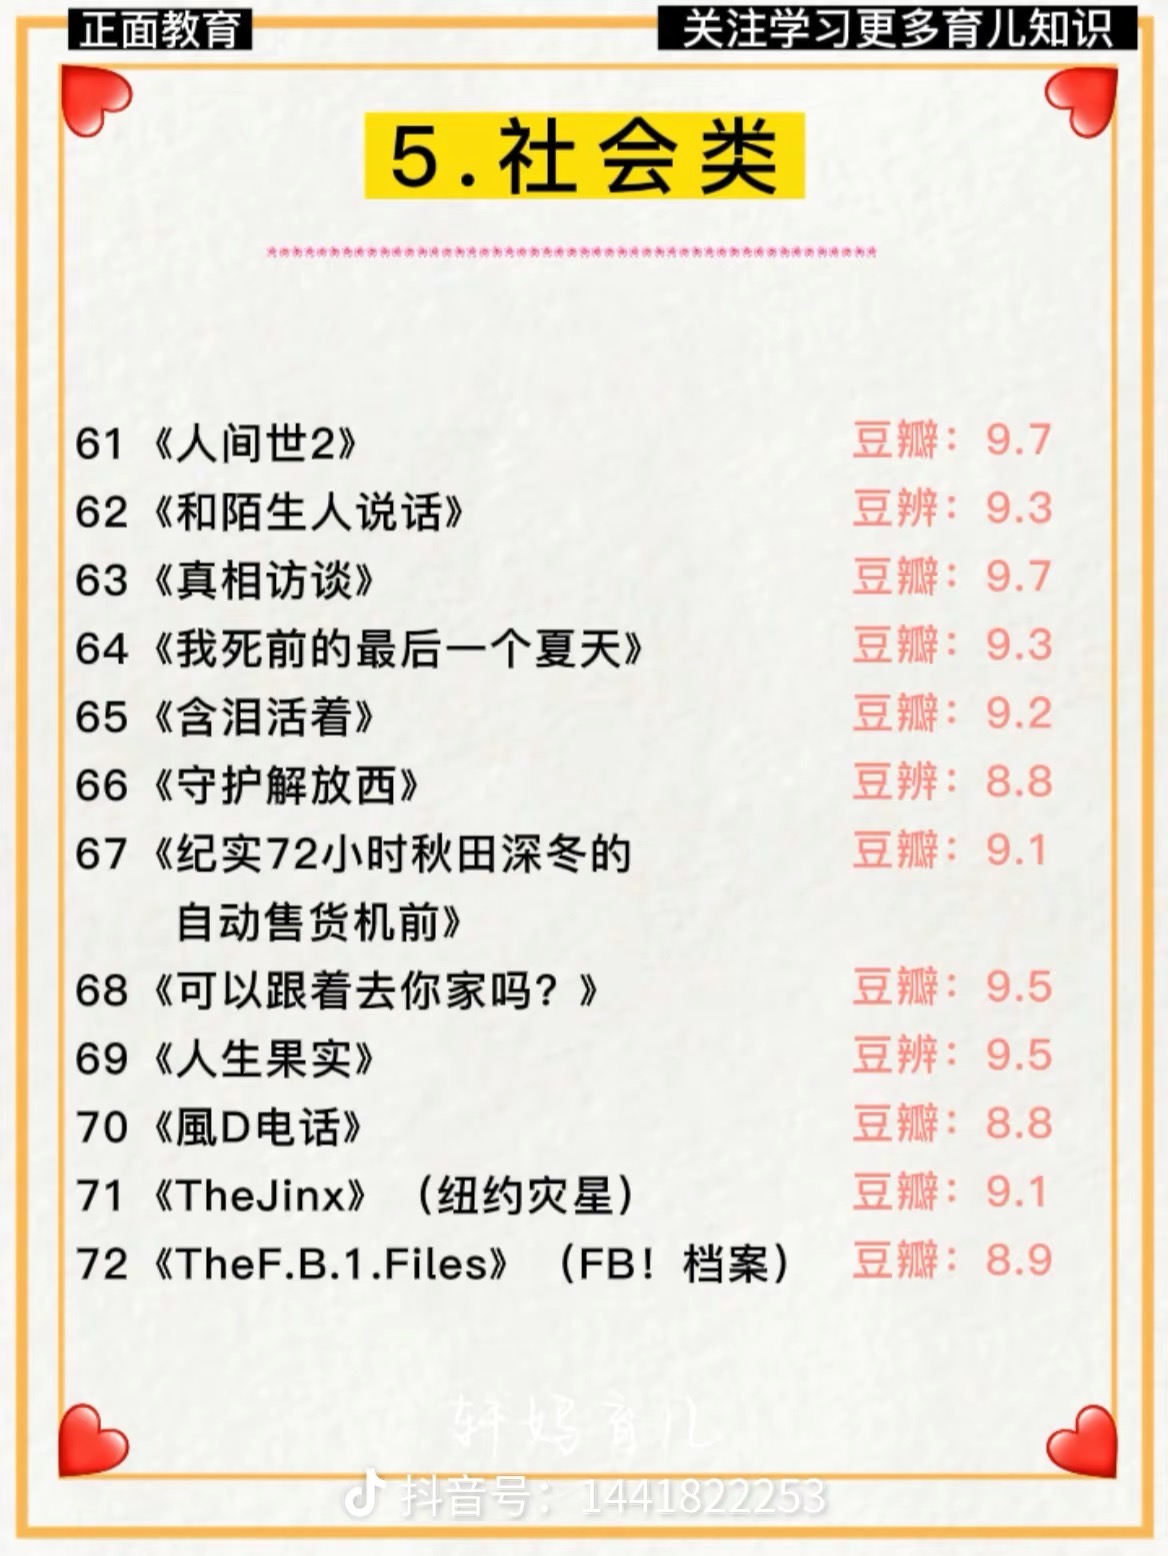 正面教育
关注学习更多育儿知识
5.社会类
61《人间世2》 豆瓣：9.7
62《和陌生人说话》 豆辨：9.3
63《真相访谈》 豆瓣：9.7
64《我死前的最后一个夏天》 豆瓣：9.3
65《含泪活着》 豆瓣：9.2
66《守护解放西》 豆辨：8.8
67《纪实72小时秋田深冬的 豆瓣：9.1
自动售货机前》
68《可以跟着去你家吗？》 豆瓣：9.5
69《人生果实》 豆辨：9.5
70《風D电话》 豆瓣：8.8
71《TheJinx》（纽约灾星） 豆瓣：9.1
72《TheF.B.1.Files》（FB！档案） 豆瓣：8.9
轩妈育儿
抖音号：1441822253